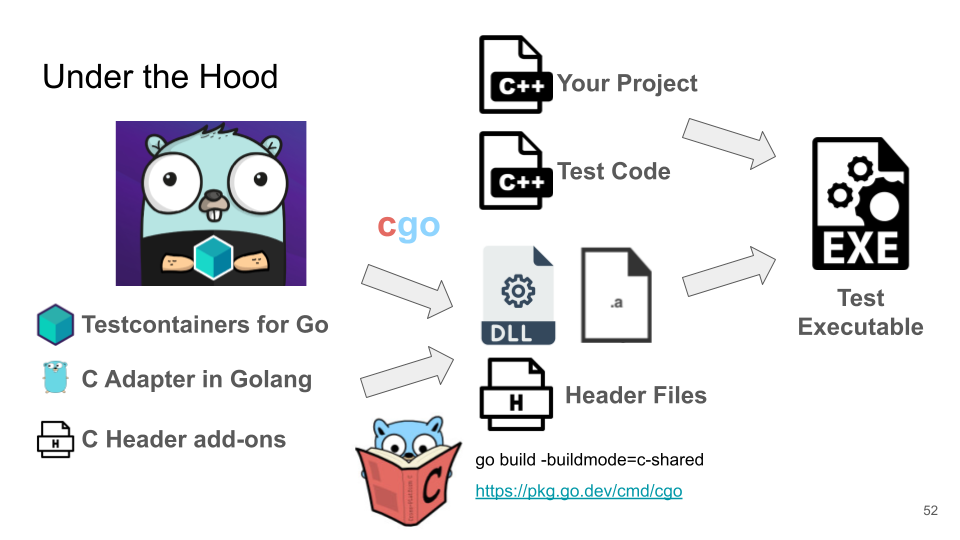 Under the Hood
Testcontainers for Go
C Adapter in Golang
H
C Header add-ons
cgo
C++
Your Project
C++
Test Code
DLL
.a
H
Header Files
C
go build -buildmode=c-shared
https://pkg.go.dev/cmd/cgo
EXE
Test
Executable
52